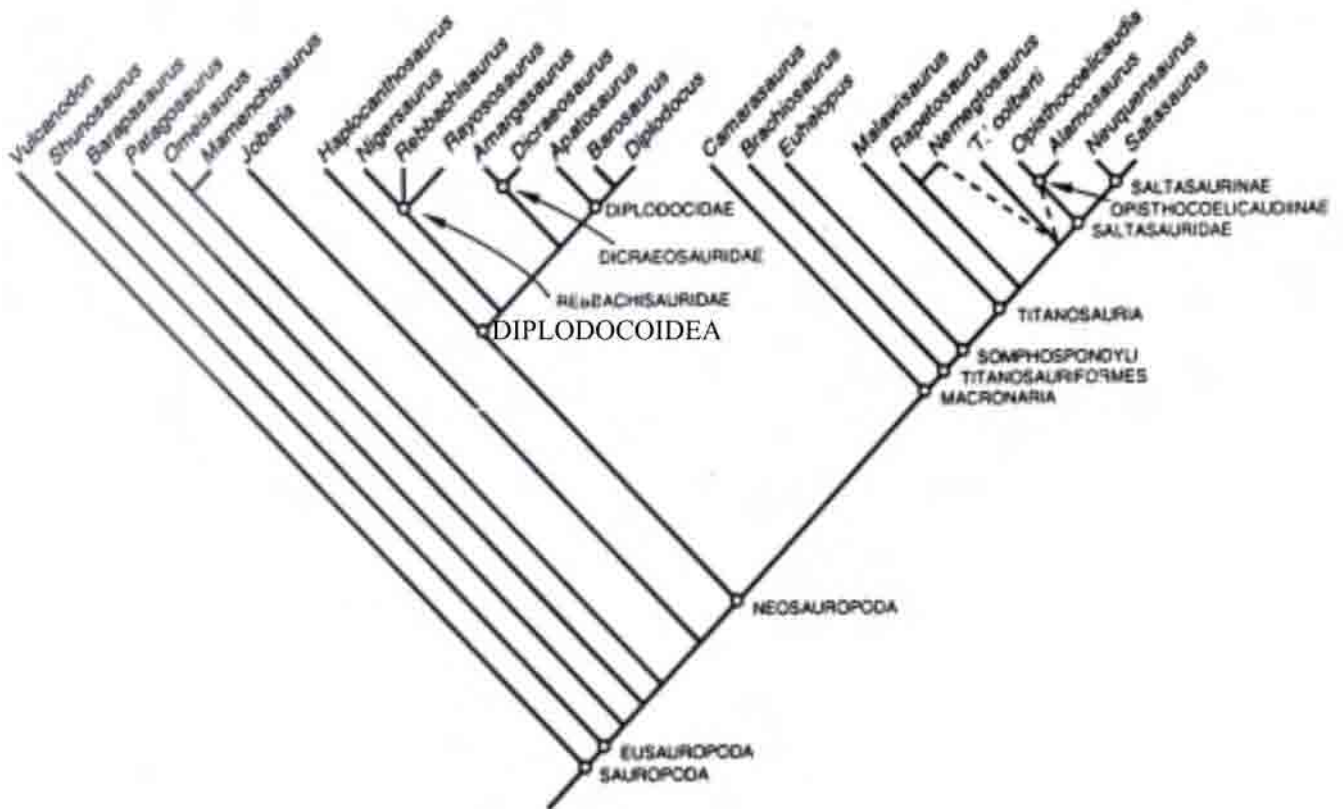 Vulcanodon
Shunosaurus
Barapasaurus
Patagosaurus
Omeisaurus
Mamenchisaurus
Jobaria
Haplocanthosaurus
Nigersaurus
Rebbachisaurus
Rayososaurus
Amargasaurus
Dicraeosaurus
Apatosaurus
Barosaurus
Diplodocus
Camarasaurus
Brachiosaurus
Euhelopus
Malawisaurus
Rapetosaurus
Nemegtosaurus
colberti
Opisthocoelicaudia
Alamosaurus
Neuquensaurus
Saltasaurus
SALTASAURINAE
OPISTHOCOELICAUDIINAE
SALTASAURIDAE
DIPLODOCIDAE
DICRAEOSAURIDAE
REBBACHISAURIDAE
DIPLODOCOIDEA
TITANOSAURIA
SOMPHOSPONDYLI
TITANOSAURIFORMES
MACRONARIA
NEOSAUROPODA
EUSAUROPODA
SAUROPODA